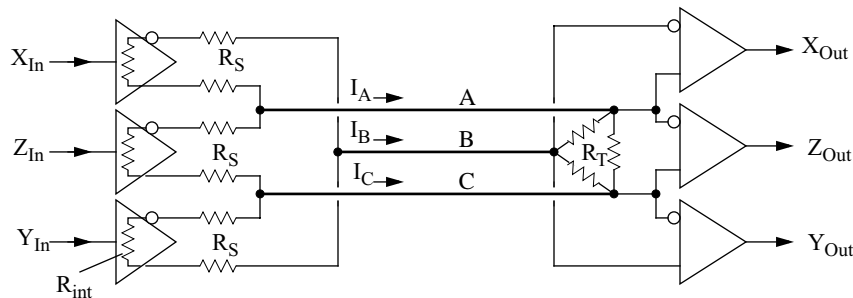 X_In
R_S
I_A
A
X_Out
Z_In
R_S
I_B
B
R_T
Z_Out
I_C
C
Y_In
R_S
Y_Out
R_int